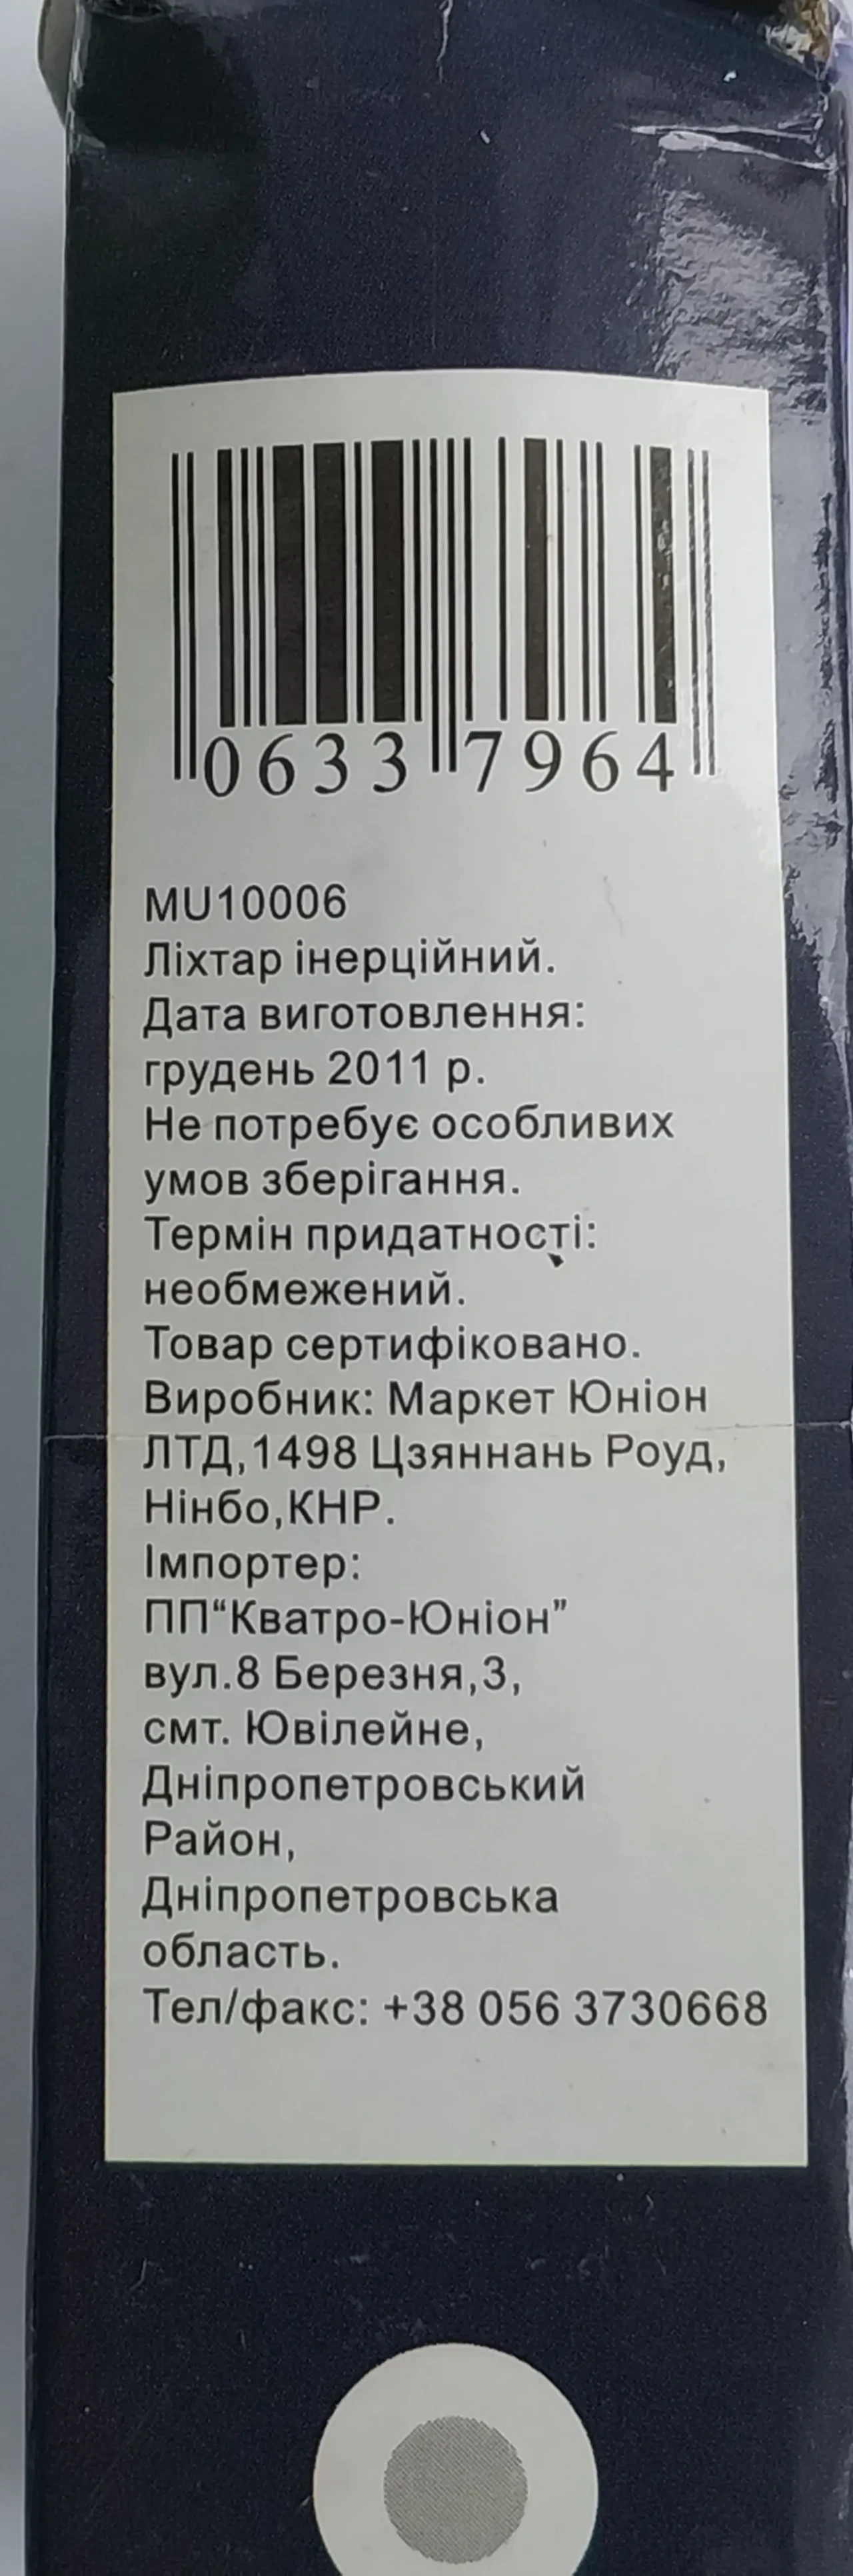 0633 7964
MU10006
Ліхтар інерційний.
Дата виготовлення:
грудень 2011 р.
Не потребує особливих
умов зберігання.
Термін придатності:
необмежений.
Товар сертифіковано.
Виробник: Маркет Юніон
ЛТД,1498 Цзяннань Роуд,
Нінбо,КНР.
Імпортер:
ПП“Кватро-Юніон”
вул.8 Березня,3,
смт. Ювілейне,
Дніпропетровський
Район,
Дніпропетровська
область.
Тел/факс: +38 056 3730668